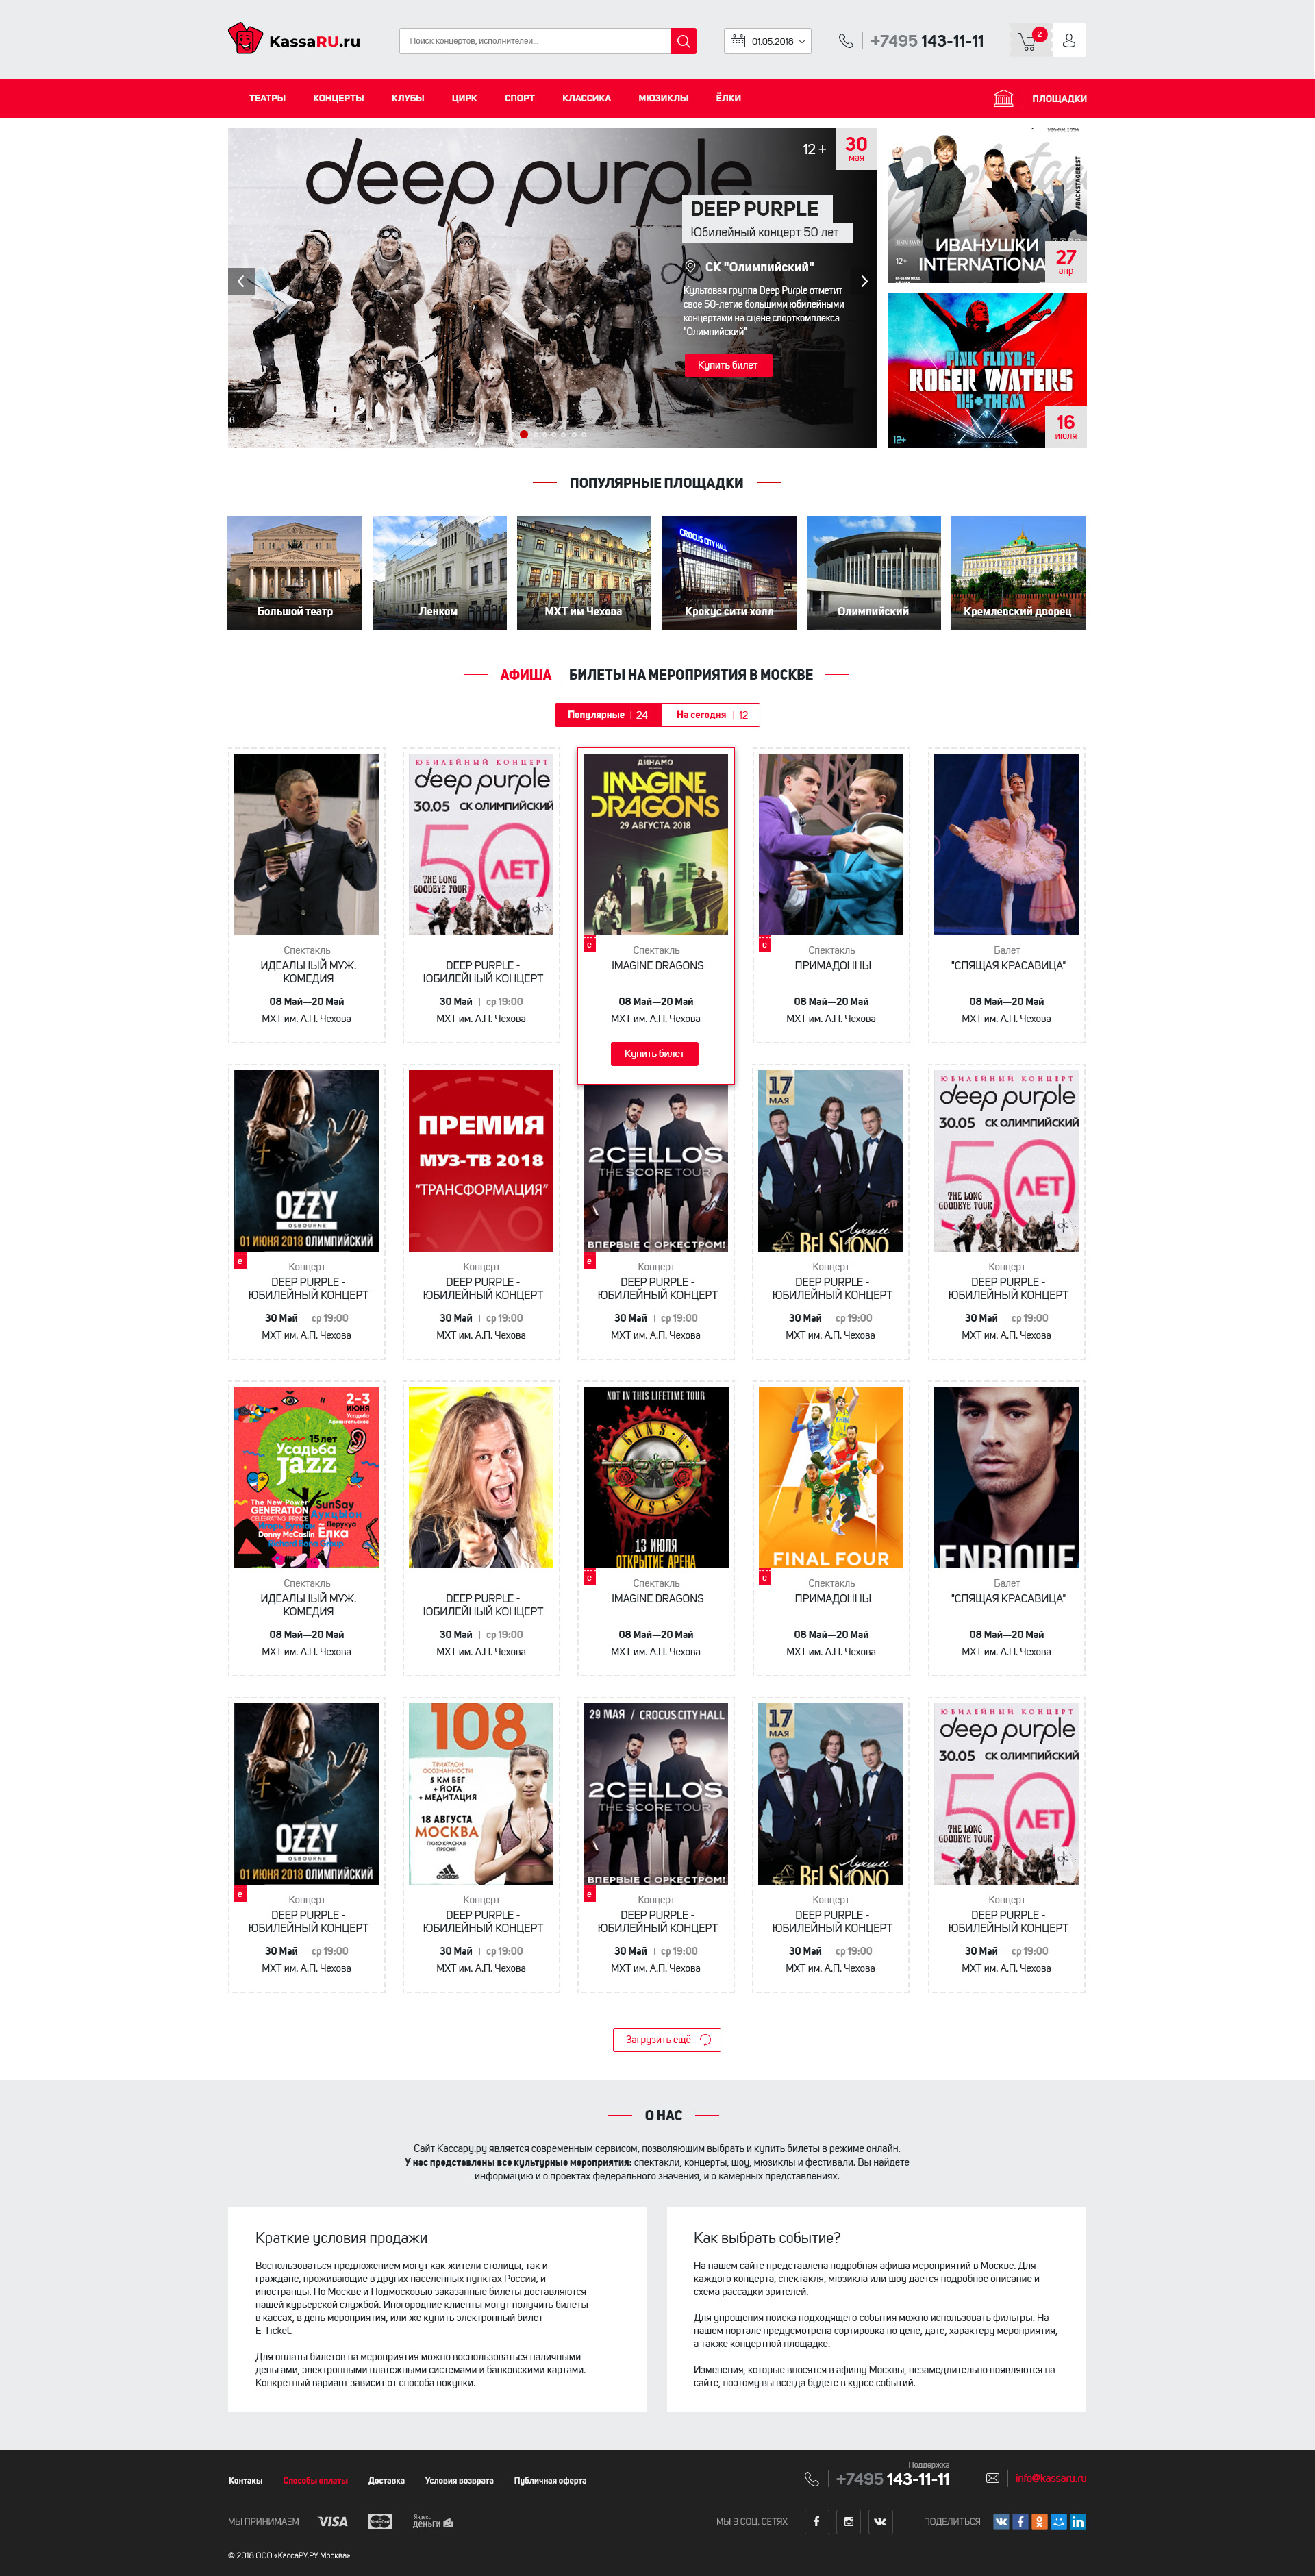 KassaRU.ru
Поиск концертов, исполнителей...
01.05.2018
+7495 143-11-11
2
ТЕАТРЫ КОНЦЕРТЫ КЛУБЫ ЦИРК СПОРТ КЛАССИКА МЮЗИКЛЫ ЁЛКИ
ПЛОЩАДКИ
deep purple
12 +
30
мая
DEEP PURPLE
Юбилейный концерт 50 лет
СК "Олимпийский"
Культовая группа Deep Purple отметит
свое 50-летие большими юбилейными
концертами на сцене спорткомплекса
"Олимпийский"
Купить билет
#BACKSTAGEFEST
ИВАНУШКИ
INTERNATIONA
12+
27
апр
PINK FLOYD'S
ROGER WATERS
US+THEM
12+
16
июля
ПОПУЛЯРНЫЕ ПЛОЩАДКИ
CROCUS CITY HALL
Большой театр
Ленком
МХТ им Чехова
Крокус сити холл
Олимпийский
Кремлевский дворец
АФИША | БИЛЕТЫ НА МЕРОПРИЯТИЯ В МОСКВЕ
Популярные | 24
На сегодня | 12
ЮБИЛЕЙНЫЙ КОНЦЕРТ
deep purple
30.05 СК ОЛИМПИЙСКИЙ
50 ЛЕТ
THE LONG
GOODBYE TOUR
ДИНАМО
IMAGINE
DRAGONS
29 АВГУСТА 2018
Спектакль
ИДЕАЛЬНЫЙ МУЖ.
КОМЕДИЯ
08 Май—20 Май
МХТ им. А.П. Чехова
DEEP PURPLE -
ЮБИЛЕЙНЫЙ КОНЦЕРТ
30 Май | ср 19:00
МХТ им. А.П. Чехова
e
Спектакль
IMAGINE DRAGONS
08 Май—20 Май
МХТ им. А.П. Чехова
Купить билет
e
Спектакль
ПРИМАДОННЫ
08 Май—20 Май
МХТ им. А.П. Чехова
Балет
"СПЯЩАЯ КРАСАВИЦА"
08 Май—20 Май
МХТ им. А.П. Чехова
OZZY
OSBOURNE
01 ИЮНЯ 2018 ОЛИМПИЙСКИЙ
ПРЕМИЯ
МУЗ-ТВ 2018
“ТРАНСФОРМАЦИЯ”
2CELLOS
THE SCORE TOUR
ВПЕРВЫЕ С ОРКЕСТРОМ!
17
МАЯ
Лучшее
BEL SUONO
ЮБИЛЕЙНЫЙ КОНЦЕРТ
deep purple
30.05 СК ОЛИМПИЙСКИЙ
50 ЛЕТ
THE LONG
GOODBYE TOUR
e
Концерт
DEEP PURPLE -
ЮБИЛЕЙНЫЙ КОНЦЕРТ
30 Май | ср 19:00
МХТ им. А.П. Чехова
Концерт
DEEP PURPLE -
ЮБИЛЕЙНЫЙ КОНЦЕРТ
30 Май | ср 19:00
МХТ им. А.П. Чехова
e
Концерт
DEEP PURPLE -
ЮБИЛЕЙНЫЙ КОНЦЕРТ
30 Май | ср 19:00
МХТ им. А.П. Чехова
Концерт
DEEP PURPLE -
ЮБИЛЕЙНЫЙ КОНЦЕРТ
30 Май | ср 19:00
МХТ им. А.П. Чехова
Концерт
DEEP PURPLE -
ЮБИЛЕЙНЫЙ КОНЦЕРТ
30 Май | ср 19:00
МХТ им. А.П. Чехова
2–3
ИЮНЯ
Усадьба
Архангельское
15 лет
Усадьба
jazz
The New Power
GENERATION
CELEBRATING PRINCE
SunSay
Аукцыон
Перукуа
Donny McCaslin
Ёлка
NOT IN THIS LIFETIME TOUR
GUNS N'
ROSES
13 ИЮЛЯ
ОТКРЫТИЕ АРЕНА
FINAL FOUR
ENRIQUE
Спектакль
ИДЕАЛЬНЫЙ МУЖ.
КОМЕДИЯ
08 Май—20 Май
МХТ им. А.П. Чехова
DEEP PURPLE -
ЮБИЛЕЙНЫЙ КОНЦЕРТ
30 Май | ср 19:00
МХТ им. А.П. Чехова
e
Спектакль
IMAGINE DRAGONS
08 Май—20 Май
МХТ им. А.П. Чехова
e
Спектакль
ПРИМАДОННЫ
08 Май—20 Май
МХТ им. А.П. Чехова
Балет
"СПЯЩАЯ КРАСАВИЦА"
08 Май—20 Май
МХТ им. А.П. Чехова
OZZY
OSBOURNE
01 ИЮНЯ 2018 ОЛИМПИЙСКИЙ
108
ТРИАТЛОН
ОСОЗНАННОСТИ
5 КМ БЕГ
+ ЙОГА
+ МЕДИТАЦИЯ
18 АВГУСТА
МОСКВА
ПКИО КРАСНАЯ
ПРЕСНЯ
adidas
29 МАЯ / CROCUS CITY HALL
2CELLOS
THE SCORE TOUR
ВПЕРВЫЕ С ОРКЕСТРОМ!
17
МАЯ
Лучшее
BEL SUONO
ЮБИЛЕЙНЫЙ КОНЦЕРТ
deep purple
30.05 СК ОЛИМПИЙСКИЙ
50 ЛЕТ
THE LONG
GOODBYE TOUR
e
Концерт
DEEP PURPLE -
ЮБИЛЕЙНЫЙ КОНЦЕРТ
30 Май | ср 19:00
МХТ им. А.П. Чехова
Концерт
DEEP PURPLE -
ЮБИЛЕЙНЫЙ КОНЦЕРТ
30 Май | ср 19:00
МХТ им. А.П. Чехова
e
Концерт
DEEP PURPLE -
ЮБИЛЕЙНЫЙ КОНЦЕРТ
30 Май | ср 19:00
МХТ им. А.П. Чехова
Концерт
DEEP PURPLE -
ЮБИЛЕЙНЫЙ КОНЦЕРТ
30 Май | ср 19:00
МХТ им. А.П. Чехова
Концерт
DEEP PURPLE -
ЮБИЛЕЙНЫЙ КОНЦЕРТ
30 Май | ср 19:00
МХТ им. А.П. Чехова
Загрузить ещё
О НАС
Сайт Кассару.ру является современным сервисом, позволяющим выбрать и купить билеты в режиме онлайн.
У нас представлены все культурные мероприятия: спектакли, концерты, шоу, мюзиклы и фестивали. Вы найдете
информацию и о проектах федерального значения, и о камерных представлениях.
Краткие условия продажи
Воспользоваться предложением могут как жители столицы, так и
граждане, проживающие в других населенных пунктах России, и
иностранцы. По Москве и Подмосковью заказанные билеты доставляются
нашей курьерской службой. Иногородние клиенты могут получить билеты
в кассах, в день мероприятия, или же купить электронный билет —
E-Ticket.
Для оплаты билетов на мероприятия можно воспользоваться наличными
деньгами, электронными платежными системами и банковскими картами.
Конкретный вариант зависит от способа покупки.
Как выбрать событие?
На нашем сайте представлена подробная афиша мероприятий в Москве. Для
каждого концерта, спектакля, мюзикла или шоу дается подробное описание и
схема рассадки зрителей.
Для упрощения поиска подходящего события можно использовать фильтры. На
нашем портале предусмотрена сортировка по цене, дате, характеру мероприятия,
а также концертной площадке.
Изменения, которые вносятся в афишу Москвы, незамедлительно появляются на
сайте, поэтому вы всегда будете в курсе событий.
Контакы Способы оплаты Доставка Условия возврата Публичная оферта
Поддержка
+7495 143-11-11
info@kassaru.ru
МЫ ПРИНИМАЕМ
VISA
MasterCard
Яндекс
деньги
МЫ В СОЦ. СЕТЯХ
ПОДЕЛИТЬСЯ
© 2018 ООО «КассаРУ.РУ Москва»